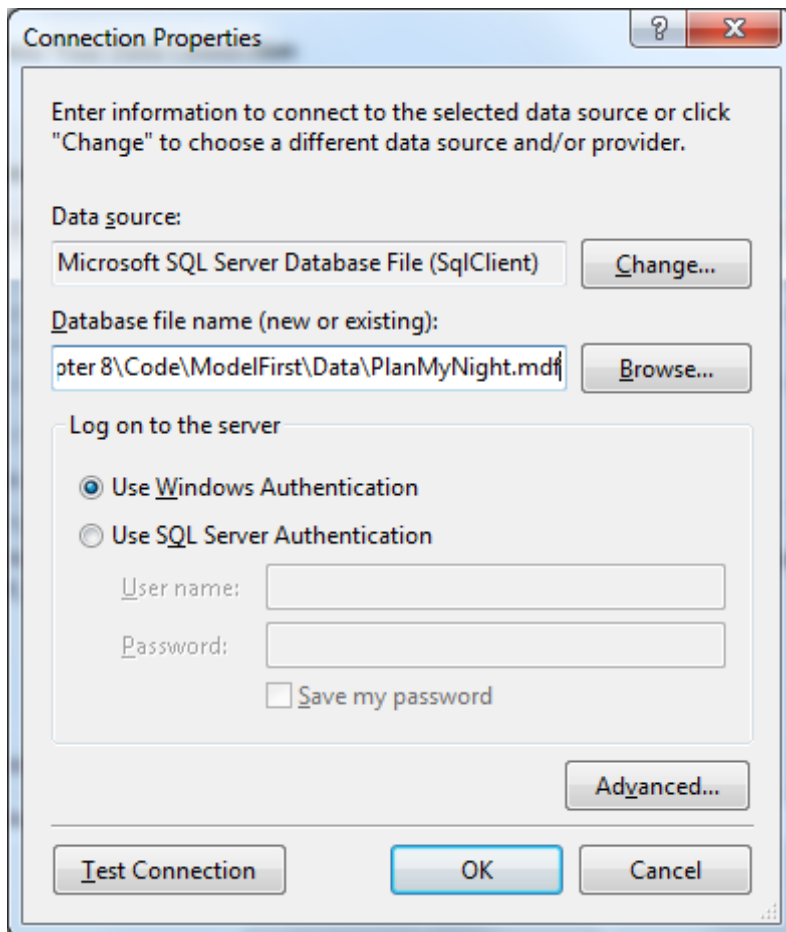 Connection Properties
Enter information to connect to the selected data source or click
"Change" to choose a different data source and/or provider.
Data source:
Microsoft SQL Server Database File (SqlClient)
Change...
Database file name (new or existing):
pter 8\Code\ModelFirst\Data\PlanMyNight.mdf
Browse...
Log on to the server
Use Windows Authentication
Use SQL Server Authentication
User name:
Password:
Save my password
Advanced...
Test Connection
OK
Cancel